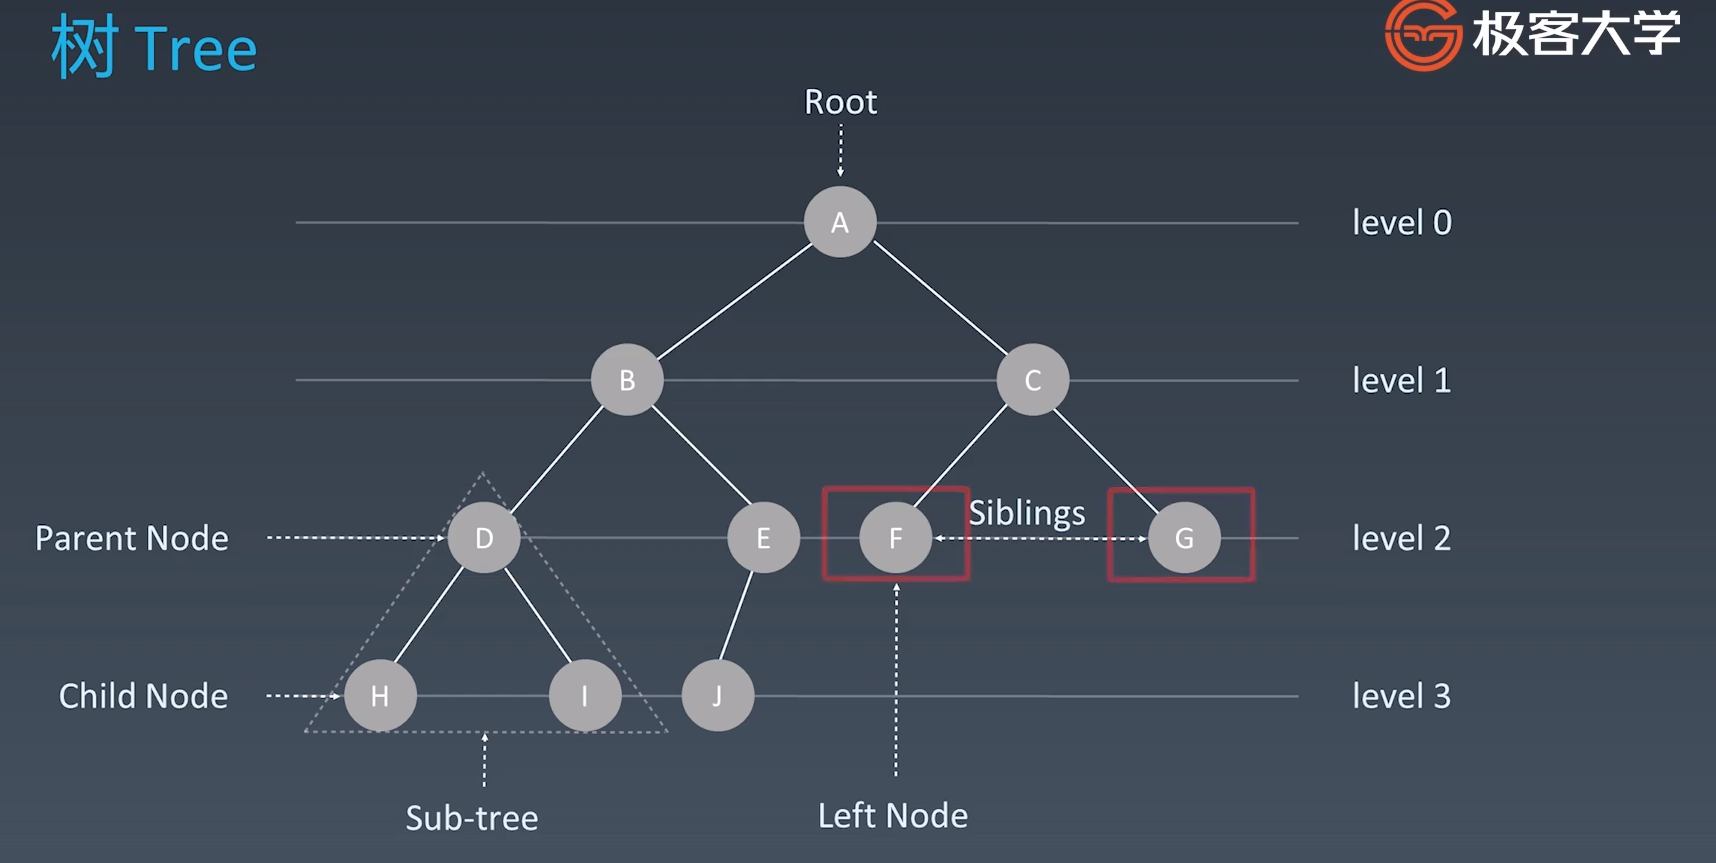 树 Tree
极客大学
Root
A
level 0
B
C
level 1
Parent Node
D
E
F
Siblings
G
level 2
Child Node
H
I
J
level 3
Sub-tree
Left Node